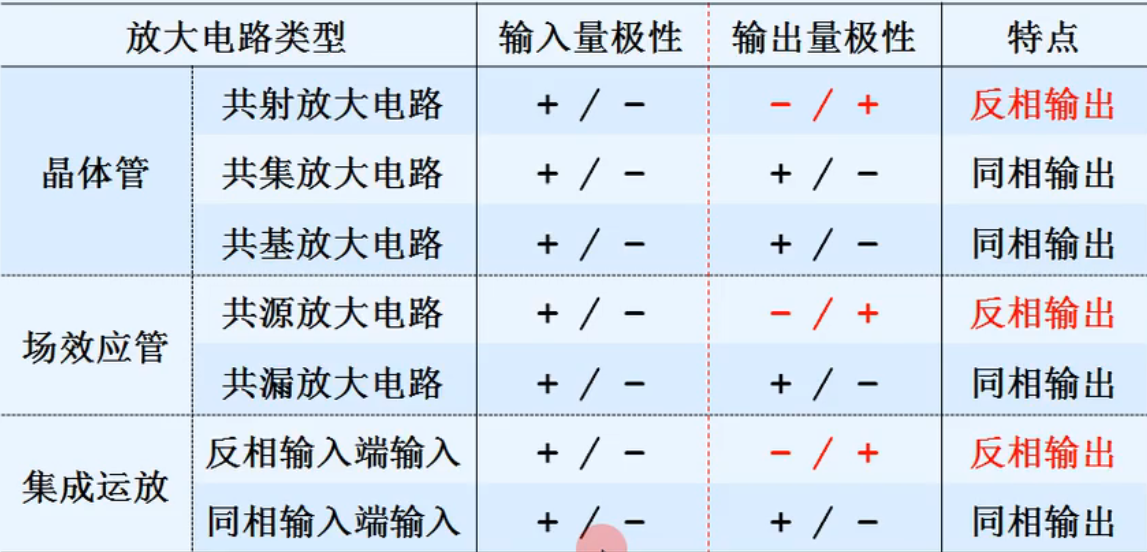 放大电路类型 输入量极性 输出量极性 特点
晶体管
共射放大电路 + / - - / + 反相输出
共集放大电路 + / - + / - 同相输出
共基放大电路 + / - + / - 同相输出
场效应管
共源放大电路 + / - - / + 反相输出
共漏放大电路 + / - + / - 同相输出
集成运放
反相输入端输入 + / - - / + 反相输出
同相输入端输入 + / - + / - 同相输出